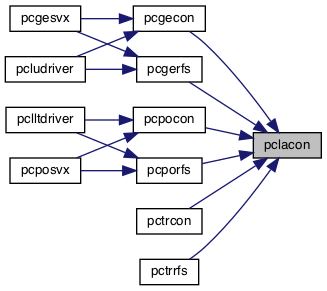 pcgesvx
pcgecon
pcludriver
pcgerfs
pclltdriver
pcpocon
pclacon
pcposvx
pcporfs
pctrcon
pctrrfs